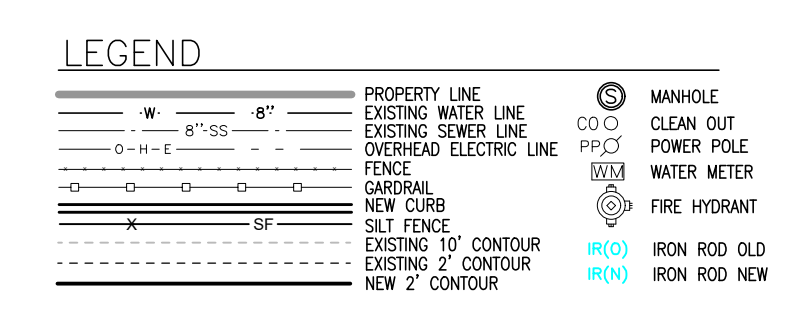 LEGEND
PROPERTY LINE
·W· 8" EXISTING WATER LINE
8"-SS EXISTING SEWER LINE
O-H-E OVERHEAD ELECTRIC LINE
FENCE
GARDRAIL
NEW CURB
X SF SILT FENCE
EXISTING 10' CONTOUR
EXISTING 2' CONTOUR
NEW 2' CONTOUR
S MANHOLE
CO CLEAN OUT
PP POWER POLE
WM WATER METER
FIRE HYDRANT
IR(O) IRON ROD OLD
IR(N) IRON ROD NEW